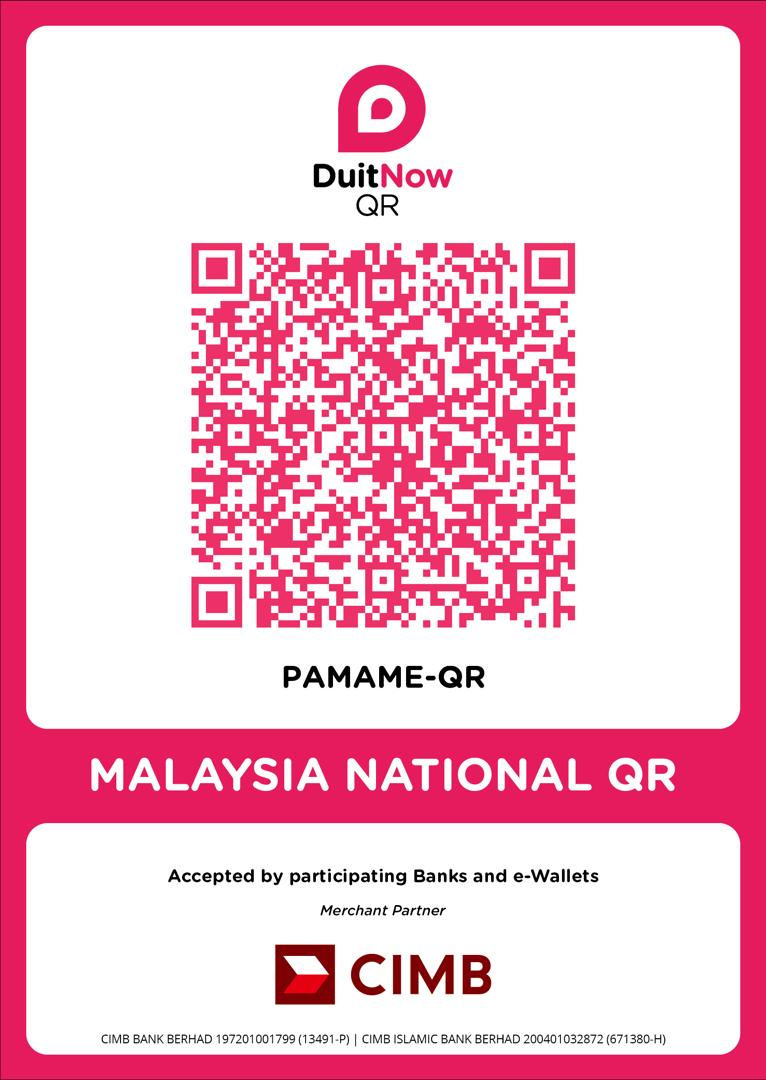 DuitNow
QR
PAMAME-QR
MALAYSIA NATIONAL QR
Accepted by participating Banks and e-Wallets
Merchant Partner
CIMB
CIMB BANK BERHAD 197201001799 (13491-P) | CIMB ISLAMIC BANK BERHAD 200401032872 (671380-H)